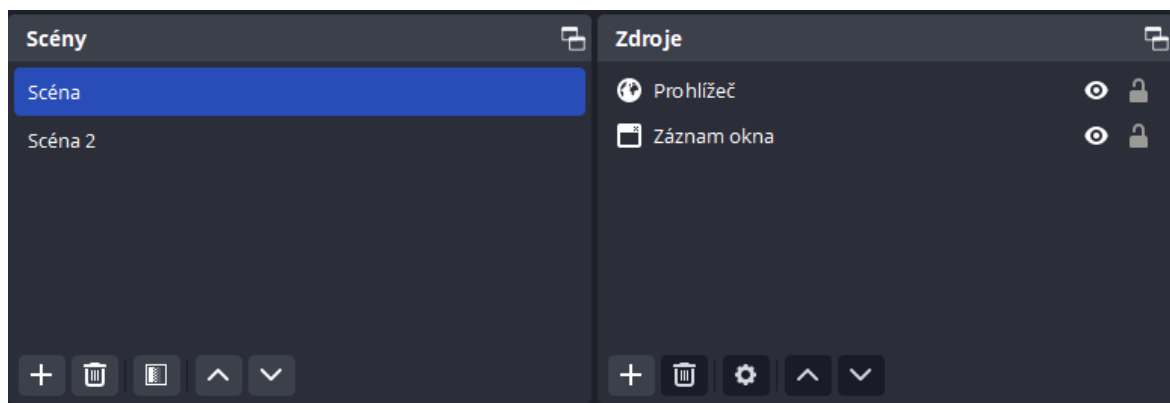 Scény
Scéna
Scéna 2
Zdroje
Prohlížeč
Záznam okna